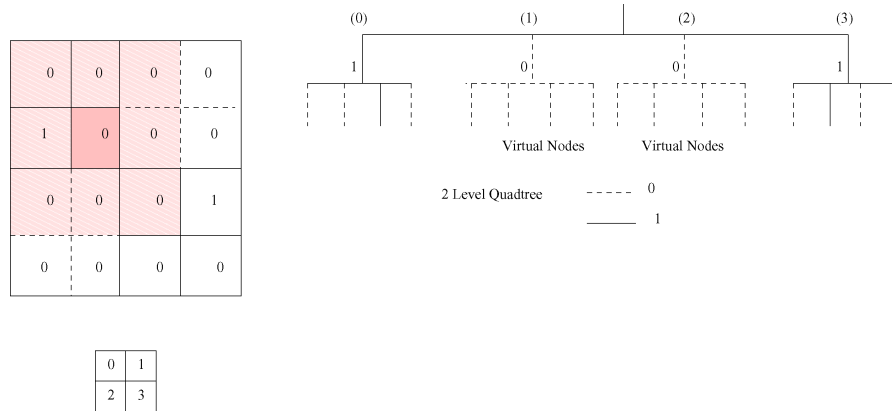 (0) (1) (2) (3)
1 0 0 1
Virtual Nodes Virtual Nodes
2 Level Quadtree 0
1
0 0 0 0
1 0 0 0
0 0 0 1
0 0 0 0
0 1
2 3